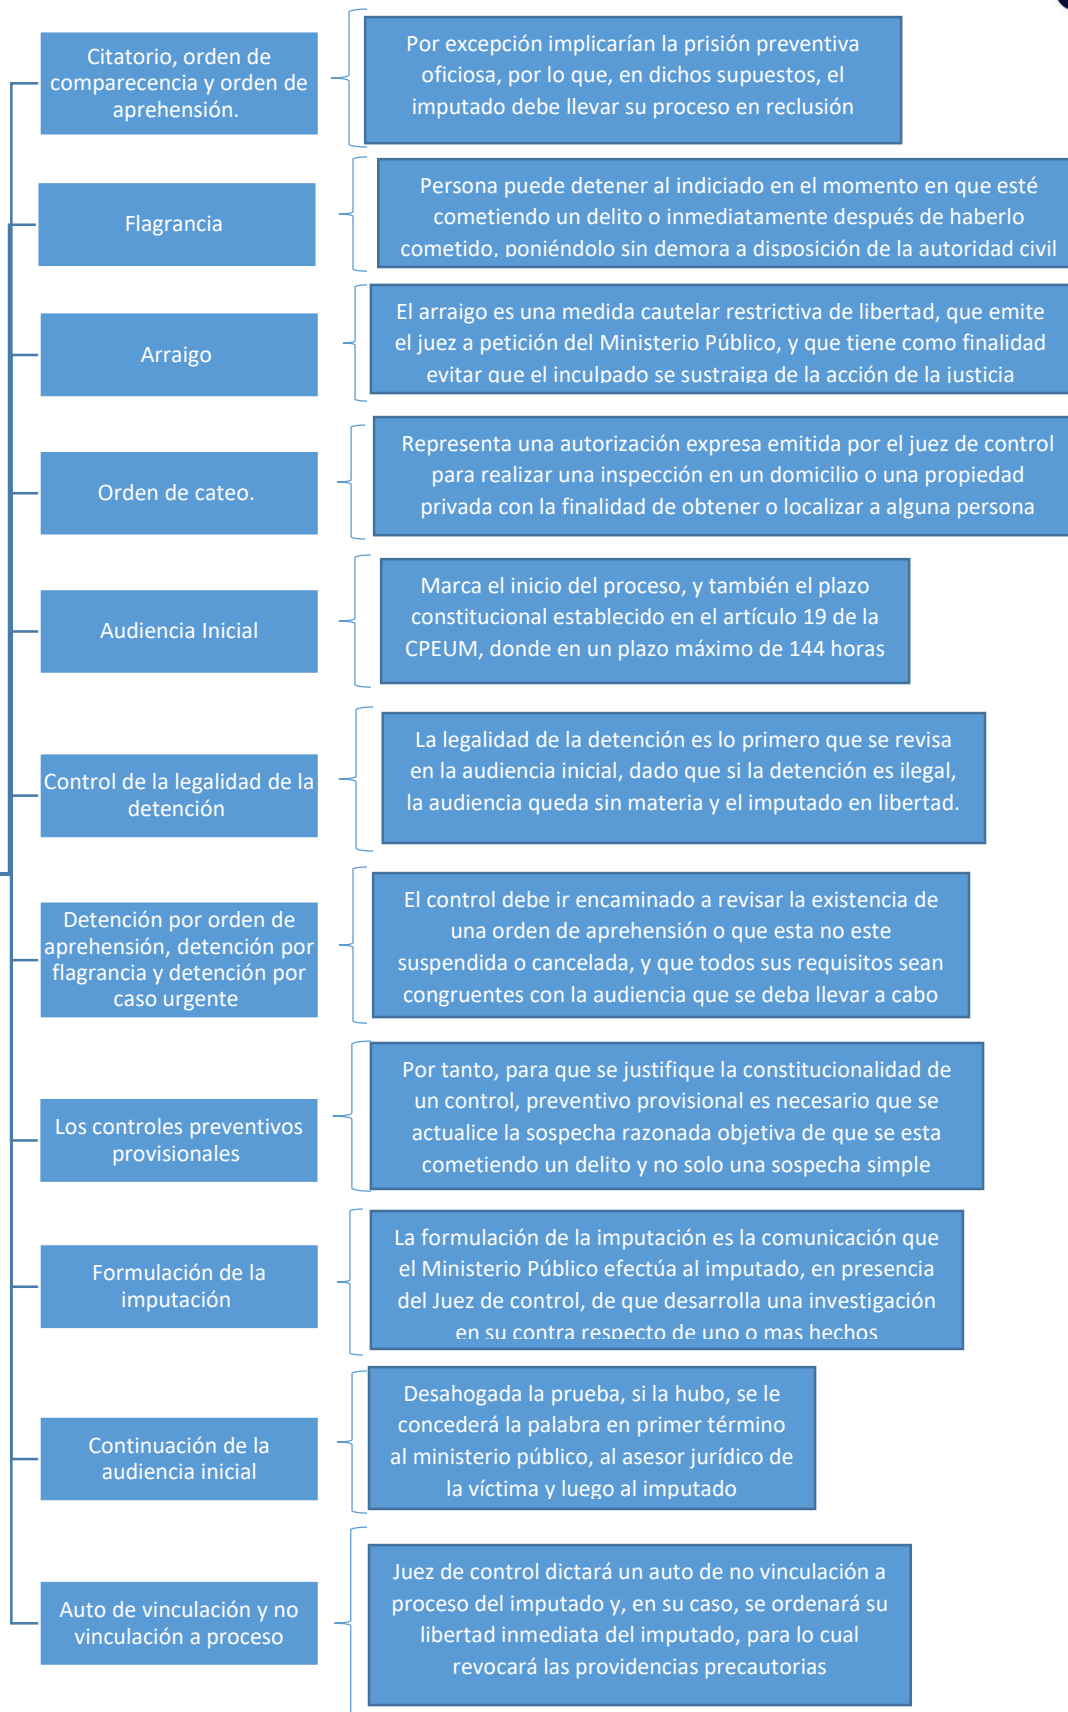 Citatorio, orden de
comparecencia y orden de
aprehensión.
Por excepción implicarían la prisión preventiva
oficiosa, por lo que, en dichos supuestos, el
imputado debe llevar su proceso en reclusión
Flagrancia
Persona puede detener al indiciado en el momento en que esté
cometiendo un delito o inmediatamente después de haberlo
cometido, poniéndolo sin demora a disposición de la autoridad civil
Arraigo
El arraigo es una medida cautelar restrictiva de libertad, que emite
el juez a petición del Ministerio Público, y que tiene como finalidad
evitar que el inculpado se sustraiga de la acción de la justicia
Orden de cateo.
Representa una autorización expresa emitida por el juez de control
para realizar una inspección en un domicilio o una propiedad
privada con la finalidad de obtener o localizar a alguna persona
Audiencia Inicial
Marca el inicio del proceso, y también el plazo
constitucional establecido en el artículo 19 de la
CPEUM, donde en un plazo máximo de 144 horas
Control de la legalidad de la
detención
La legalidad de la detención es lo primero que se revisa
en la audiencia inicial, dado que si la detención es ilegal,
la audiencia queda sin materia y el imputado en libertad.
Detención por orden de
aprehensión, detención por
flagrancia y detención por
caso urgente
El control debe ir encaminado a revisar la existencia de
una orden de aprehensión o que esta no este
suspendida o cancelada, y que todos sus requisitos sean
congruentes con la audiencia que se deba llevar a cabo
Los controles preventivos
provisionales
Por tanto, para que se justifique la constitucionalidad de
un control, preventivo provisional es necesario que se
actualice la sospecha razonada objetiva de que se esta
cometiendo un delito y no solo una sospecha simple
Formulación de la
imputación
La formulación de la imputación es la comunicación que
el Ministerio Público efectúa al imputado, en presencia
del Juez de control, de que desarrolla una investigación
en su contra respecto de uno o mas hechos
Continuación de la
audiencia inicial
Desahogada la prueba, si la hubo, se le
concederá la palabra en primer término
al ministerio público, al asesor jurídico de
la víctima y luego al imputado
Auto de vinculación y no
vinculación a proceso
Juez de control dictará un auto de no vinculación a
proceso del imputado y, en su caso, se ordenará su
libertad inmediata del imputado, para lo cual
revocará las providencias precautorias